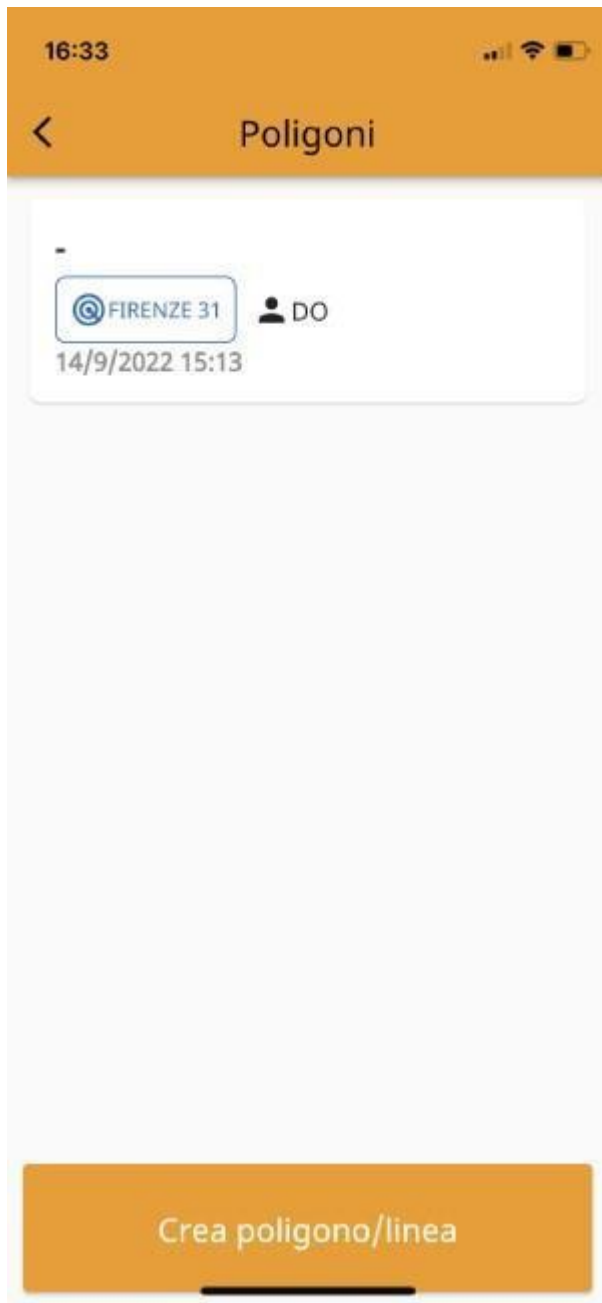 16:33
Poligoni
-
FIRENZE 31 DO
14/9/2022 15:13
Crea poligono/linea